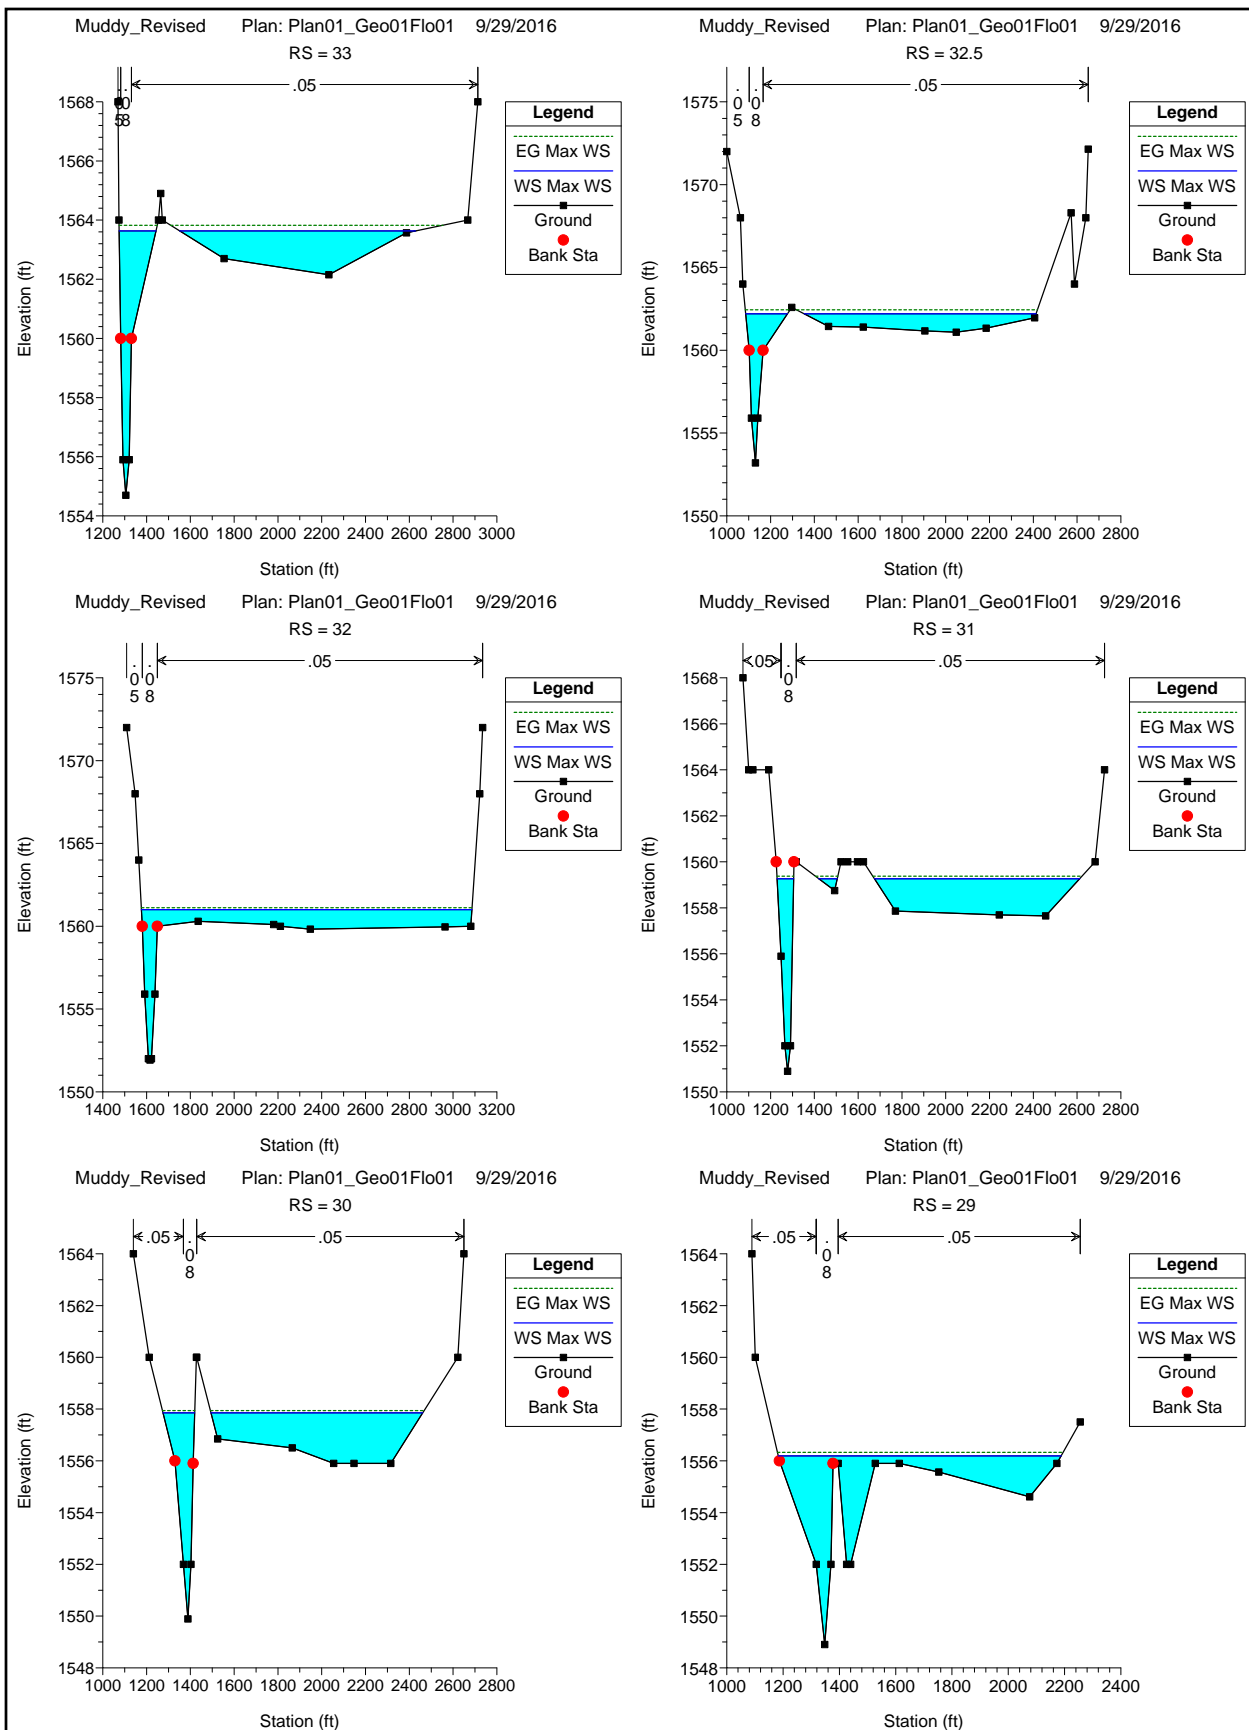 Muddy_Revised Plan: Plan01_Geo01Flo01 9/29/2016
RS = 33
.05 .08 .05
Legend
EG Max WS
WS Max WS
Ground
Bank Sta
Elevation (ft)
1568
1566
1564
1562
1560
1558
1556
1554
1200 1400 1600 1800 2000 2200 2400 2600 2800 3000
Station (ft)
Muddy_Revised Plan: Plan01_Geo01Flo01 9/29/2016
RS = 32.5
.05 .08 .05
Legend
EG Max WS
WS Max WS
Ground
Bank Sta
Elevation (ft)
1575
1570
1565
1560
1555
1550
1000 1200 1400 1600 1800 2000 2200 2400 2600 2800
Station (ft)
Muddy_Revised Plan: Plan01_Geo01Flo01 9/29/2016
RS = 32
.05 .08 .05
Legend
EG Max WS
WS Max WS
Ground
Bank Sta
Elevation (ft)
1575
1570
1565
1560
1555
1550
1400 1600 1800 2000 2200 2400 2600 2800 3000 3200
Station (ft)
Muddy_Revised Plan: Plan01_Geo01Flo01 9/29/2016
RS = 31
.05 .08 .05
Legend
EG Max WS
WS Max WS
Ground
Bank Sta
Elevation (ft)
1568
1566
1564
1562
1560
1558
1556
1554
1552
1550
1000 1200 1400 1600 1800 2000 2200 2400 2600 2800
Station (ft)
Muddy_Revised Plan: Plan01_Geo01Flo01 9/29/2016
RS = 30
.05 .08 .05
Legend
EG Max WS
WS Max WS
Ground
Bank Sta
Elevation (ft)
1564
1562
1560
1558
1556
1554
1552
1550
1548
1000 1200 1400 1600 1800 2000 2200 2400 2600 2800
Station (ft)
Muddy_Revised Plan: Plan01_Geo01Flo01 9/29/2016
RS = 29
.05 .08 .05
Legend
EG Max WS
WS Max WS
Ground
Bank Sta
Elevation (ft)
1564
1562
1560
1558
1556
1554
1552
1550
1548
1000 1200 1400 1600 1800 2000 2200 2400
Station (ft)